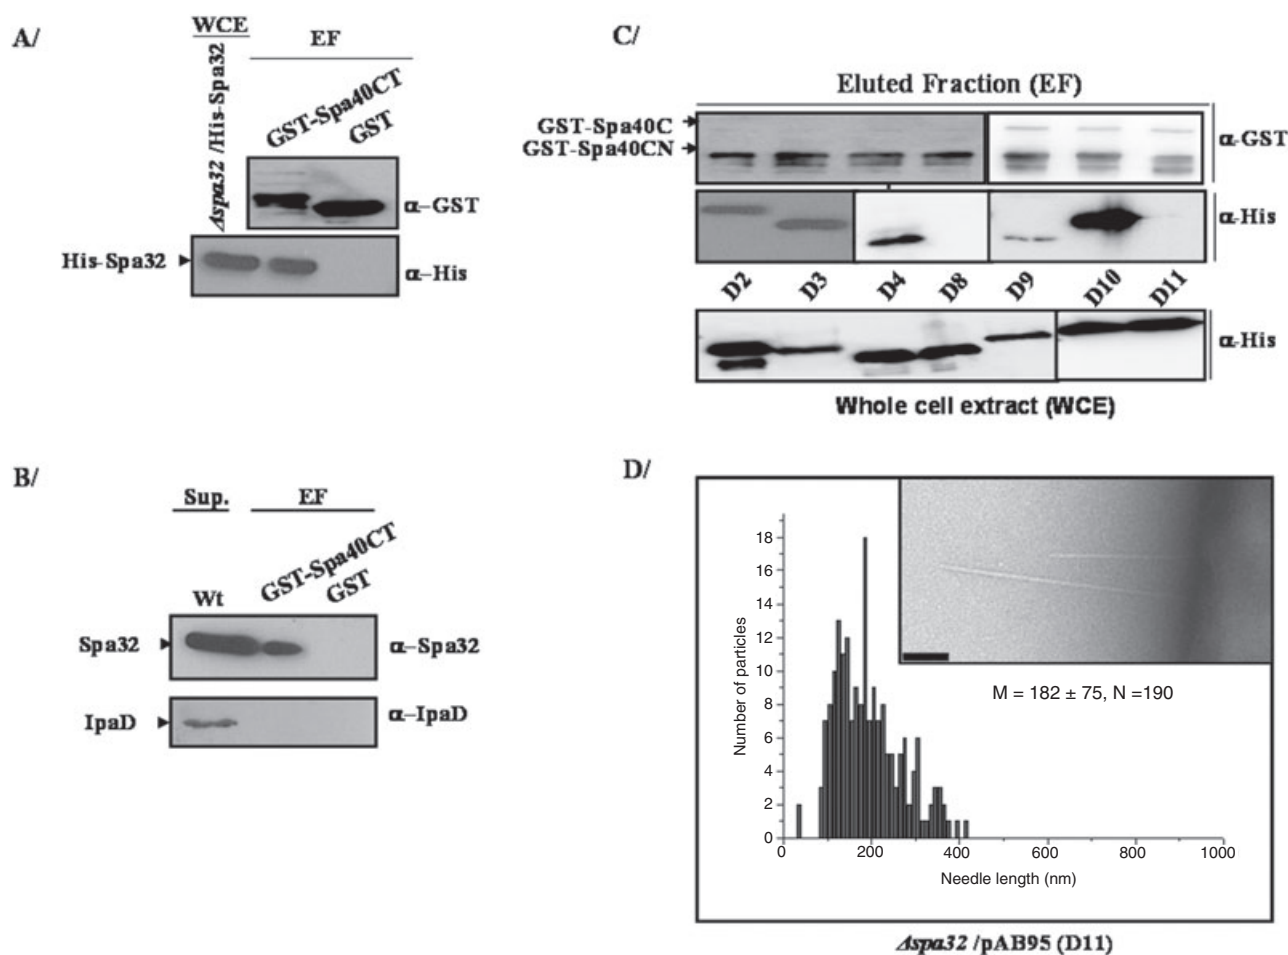 A/
WCE
EF
Δspa32 /His-Spa32
GST-Spa40CT
GST
α–GST
His-Spa32
α-His
B/
Sup.
EF
Wt
GST-Spa40CT
GST
Spa32
α–Spa32
IpaD
α–IpaD
C/
Eluted Fraction (EF)
GST-Spa40C
GST-Spa40CN
α-GST
α-His
D2 D3 D4 D8 D9 D10 D11
α-His
Whole cell extract (WCE)
D/
Number of particles
18
16
14
12
10
8
6
4
2
0
0 200 400 600 800 1000
Needle length (nm)
M = 182 ± 75, N =190
Δspa32 /pAB95 (D11)